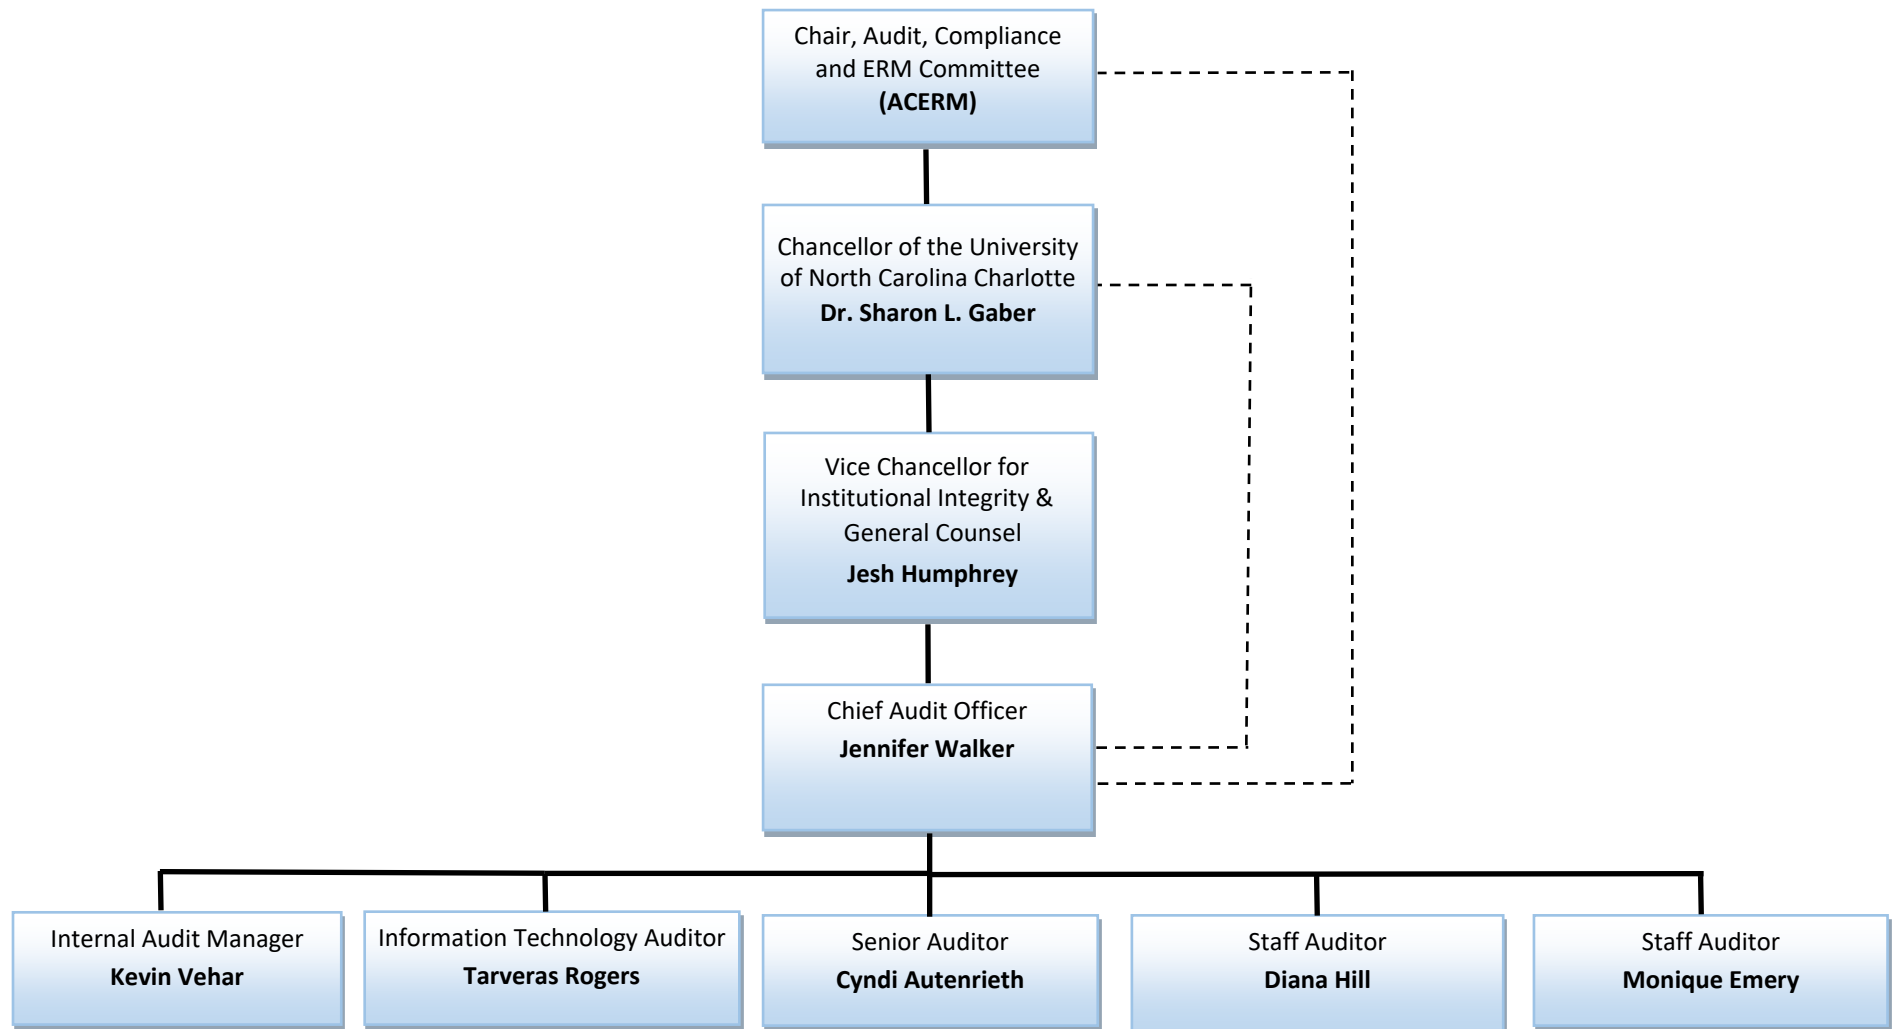 Chair, Audit, Compliance
and ERM Committee
(ACERM)
Chancellor of the University
of North Carolina Charlotte
Dr. Sharon L. Gaber
Vice Chancellor for
Institutional Integrity &
General Counsel
Jesh Humphrey
Chief Audit Officer
Jennifer Walker
Internal Audit Manager
Kevin Vehar
Information Technology Auditor
Tarveras Rogers
Senior Auditor
Cyndi Autenrieth
Staff Auditor
Diana Hill
Staff Auditor
Monique Emery